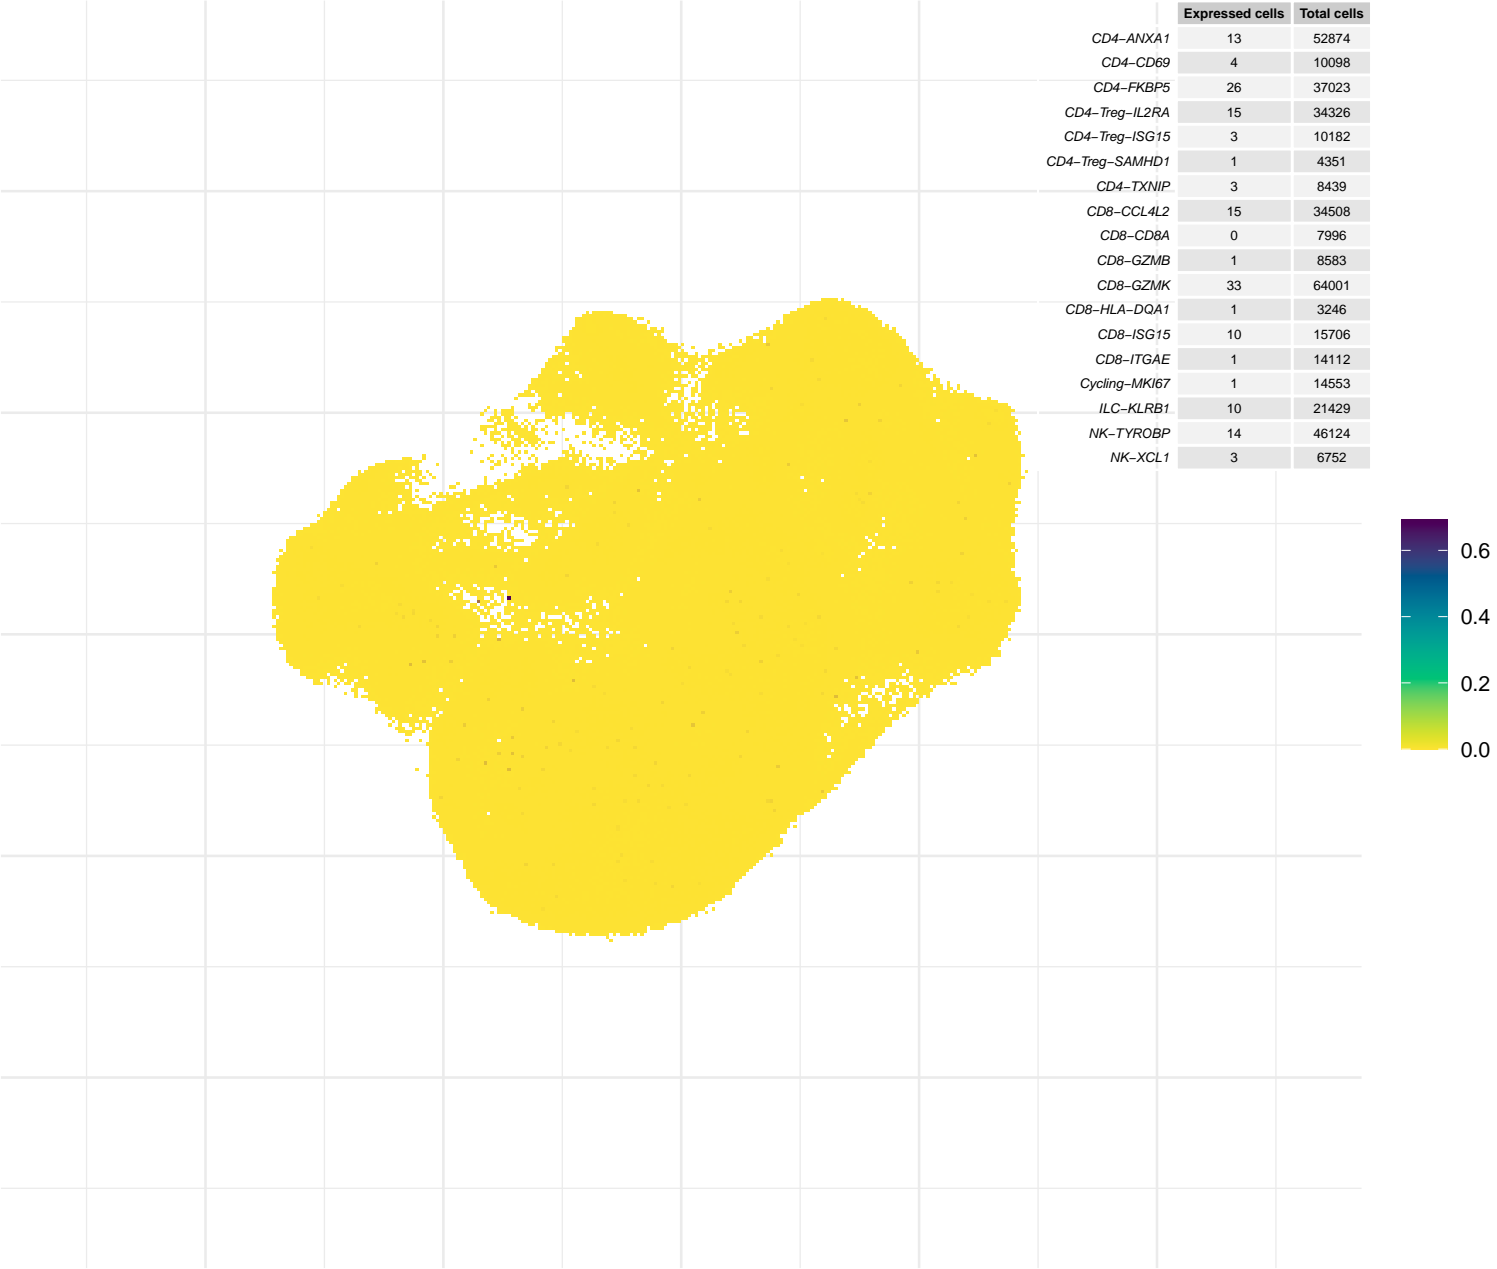 Expressed cells Total cells
CD4−ANXA1 13 52874
CD4−CD69 4 10098
CD4−FKBP5 26 37023
CD4−Treg−IL2RA 15 34326
CD4−Treg−ISG15 3 10182
CD4−Treg−SAMHD1 1 4351
CD4−TXNIP 3 8439
CD8−CCL4L2 15 34508
CD8−CD8A 0 7996
CD8−GZMB 1 8583
CD8−GZMK 33 64001
CD8−HLA−DQA1 1 3246
CD8−ISG15 10 15706
CD8−ITGAE 1 14112
Cycling−MKI67 1 14553
ILC−KLRB1 10 21429
NK−TYROBP 14 46124
NK−XCL1 3 6752
0.6
0.4
0.2
0.0